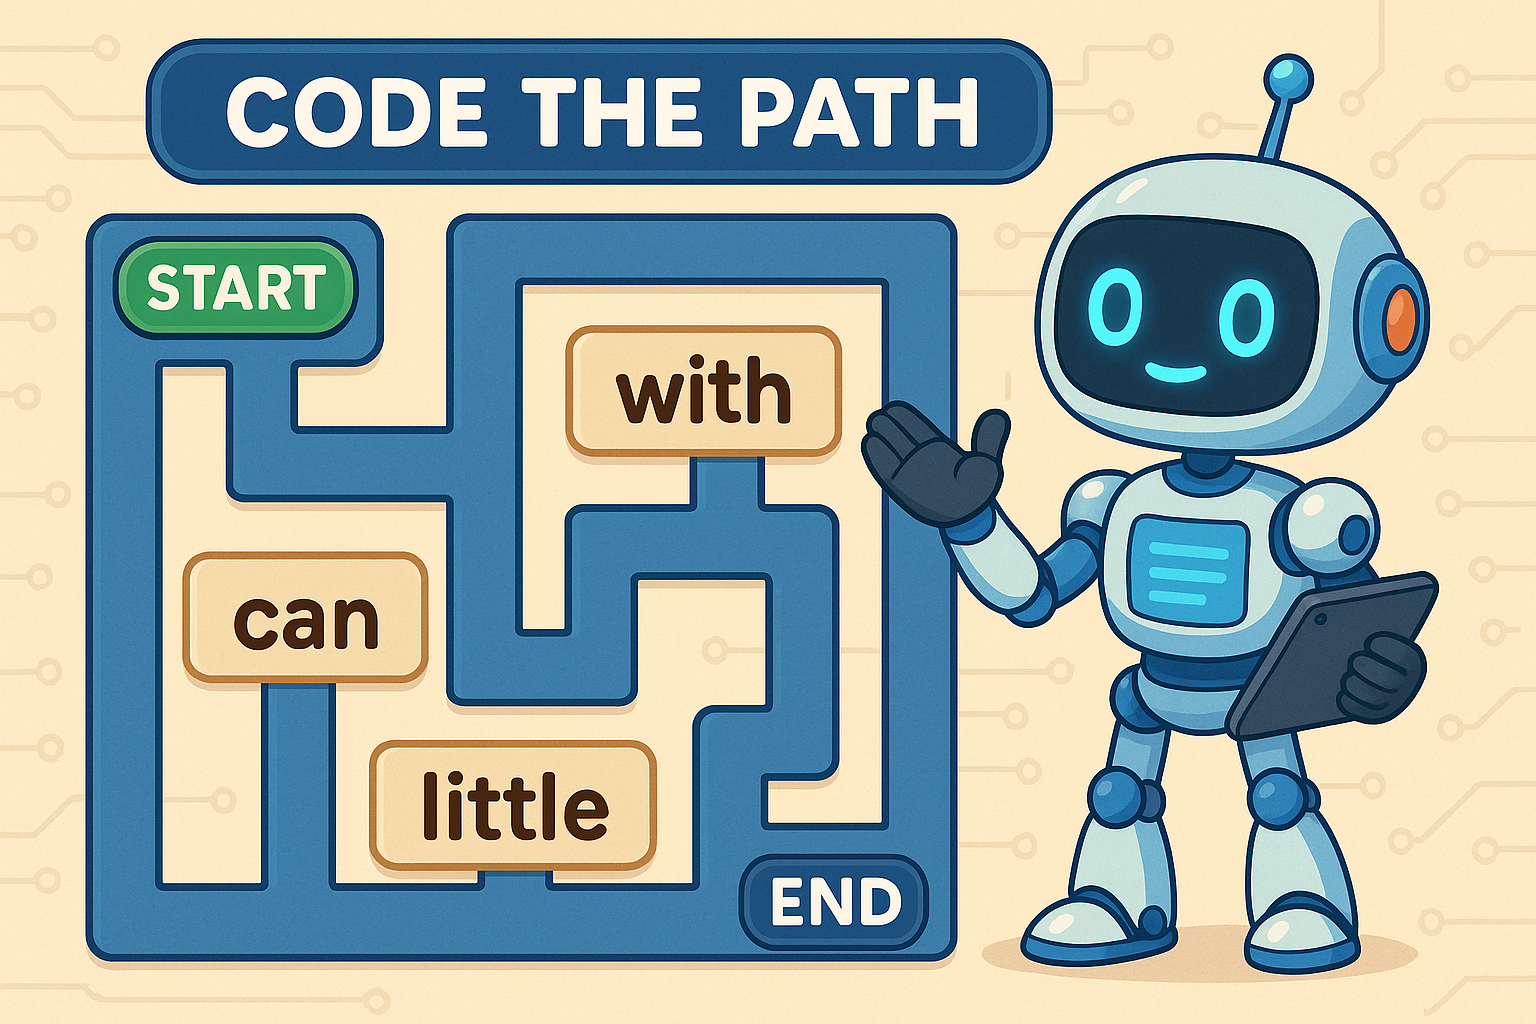 CODE THE PATH
START
with
can
little
END